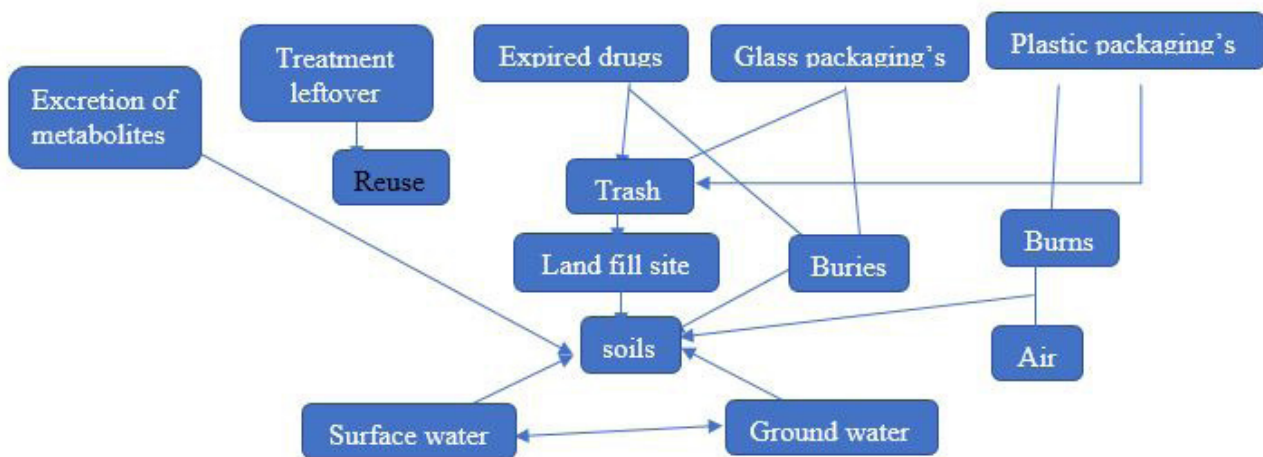 Excretion of
metabolites
Treatment
leftover
Reuse
Expired drugs
Glass packaging’s
Plastic packaging’s
Trash
Land fill site
Buries
Burns
soils
Air
Surface water
Ground water